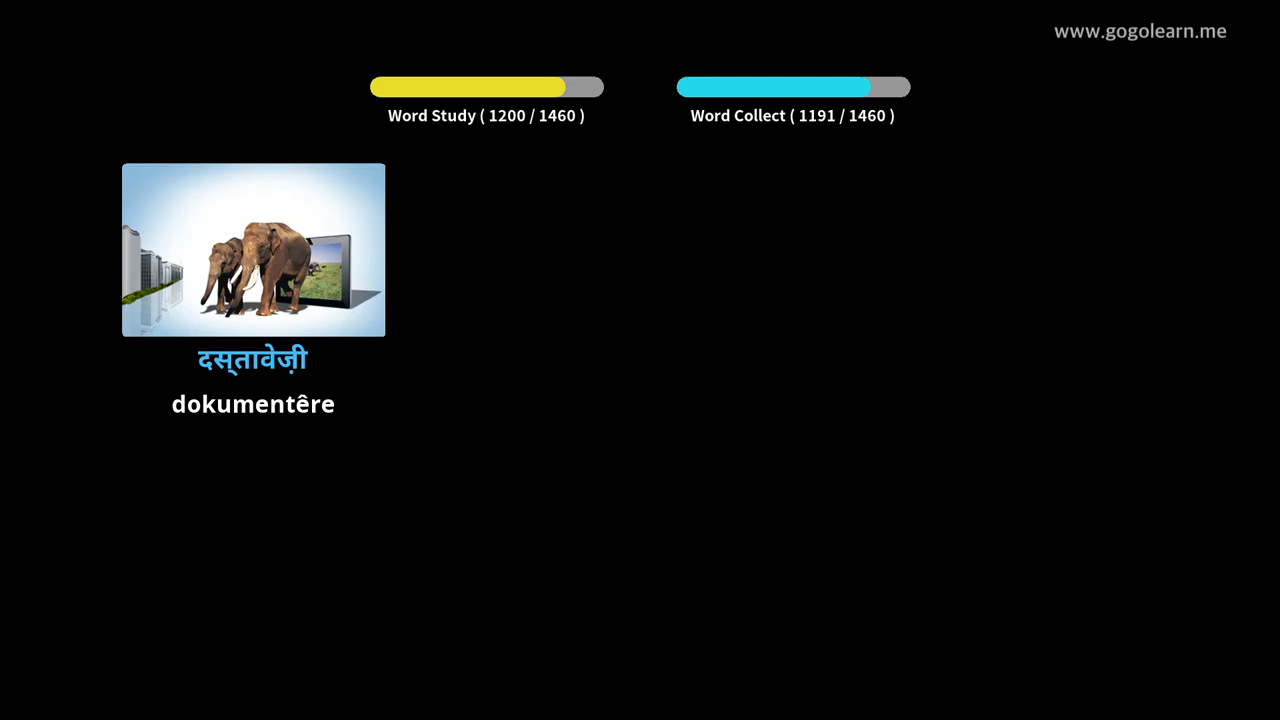 www.gogolearn.me
Word Study ( 1200 / 1460 )
Word Collect ( 1191 / 1460 )
दस्तावेज़ी
dokumentêre